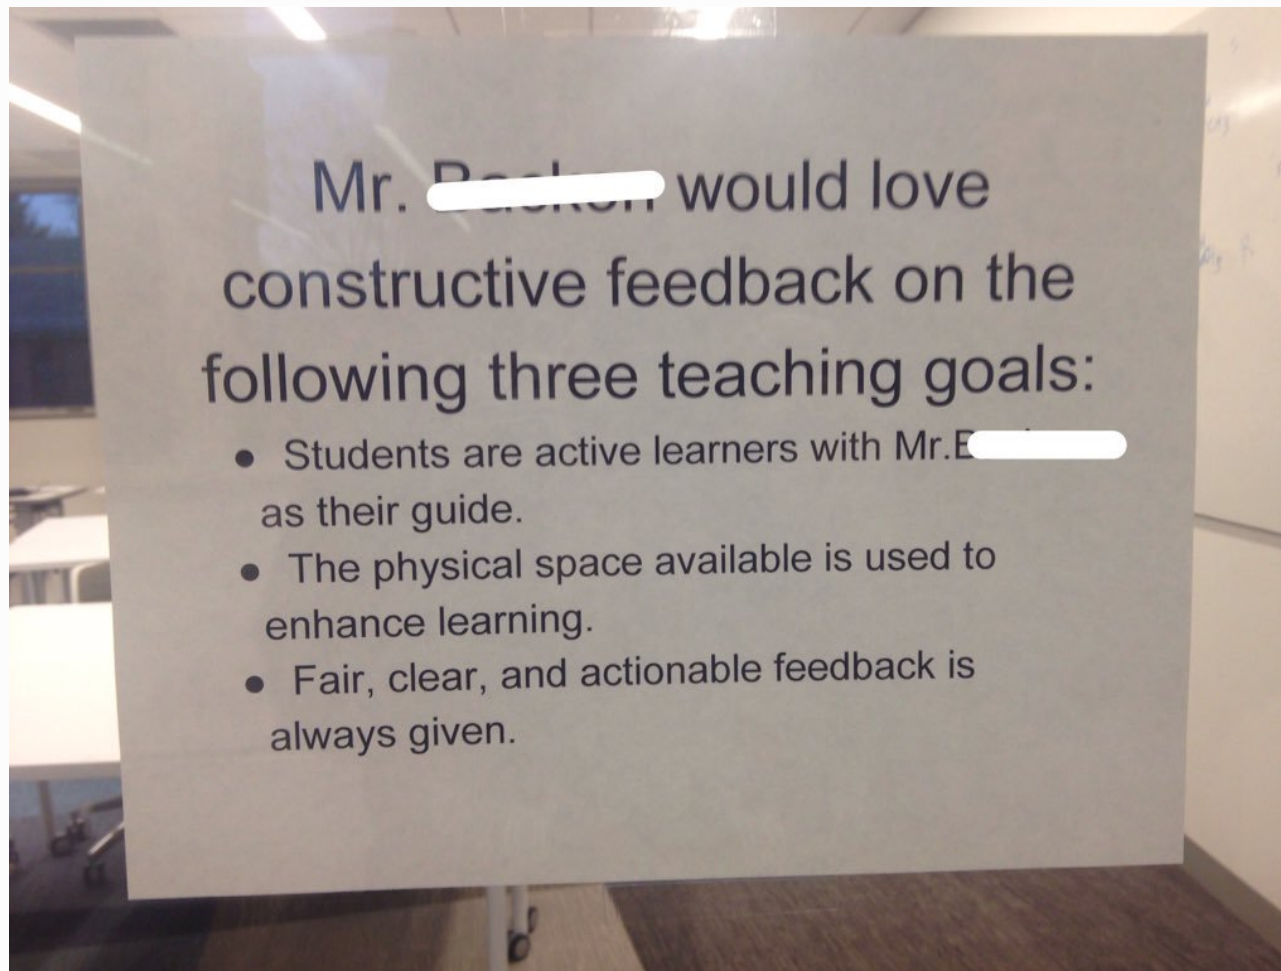 Mr. would love
constructive feedback on the
following three teaching goals:
● Students are active learners with Mr.
as their guide.
● The physical space available is used to
enhance learning.
● Fair, clear, and actionable feedback is
always given.